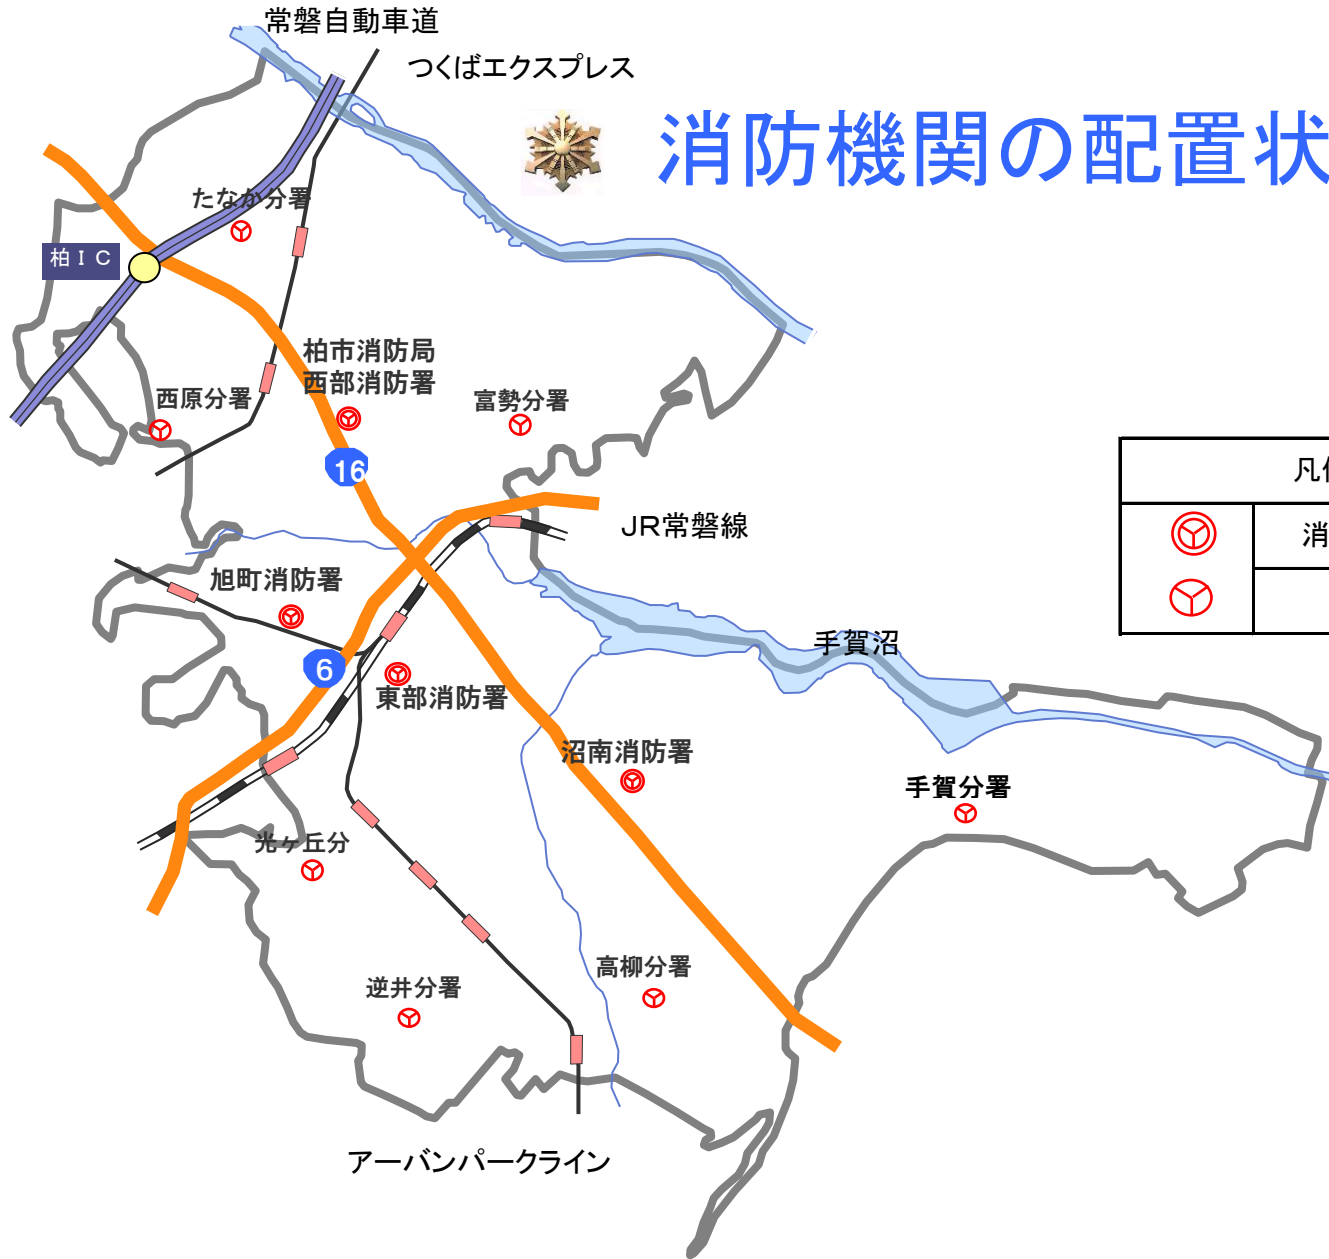 常磐自動車道
つくばエクスプレス
消防機関の配置状
たなか分署
柏IC
柏市消防局
西部消防署
西原分署
富勢分署
16
凡
JR常磐線
消
旭町消防署
手賀沼
6
東部消防署
沼南消防署
手賀分署
光ヶ丘分
高柳分署
逆井分署
アーバンパークライン